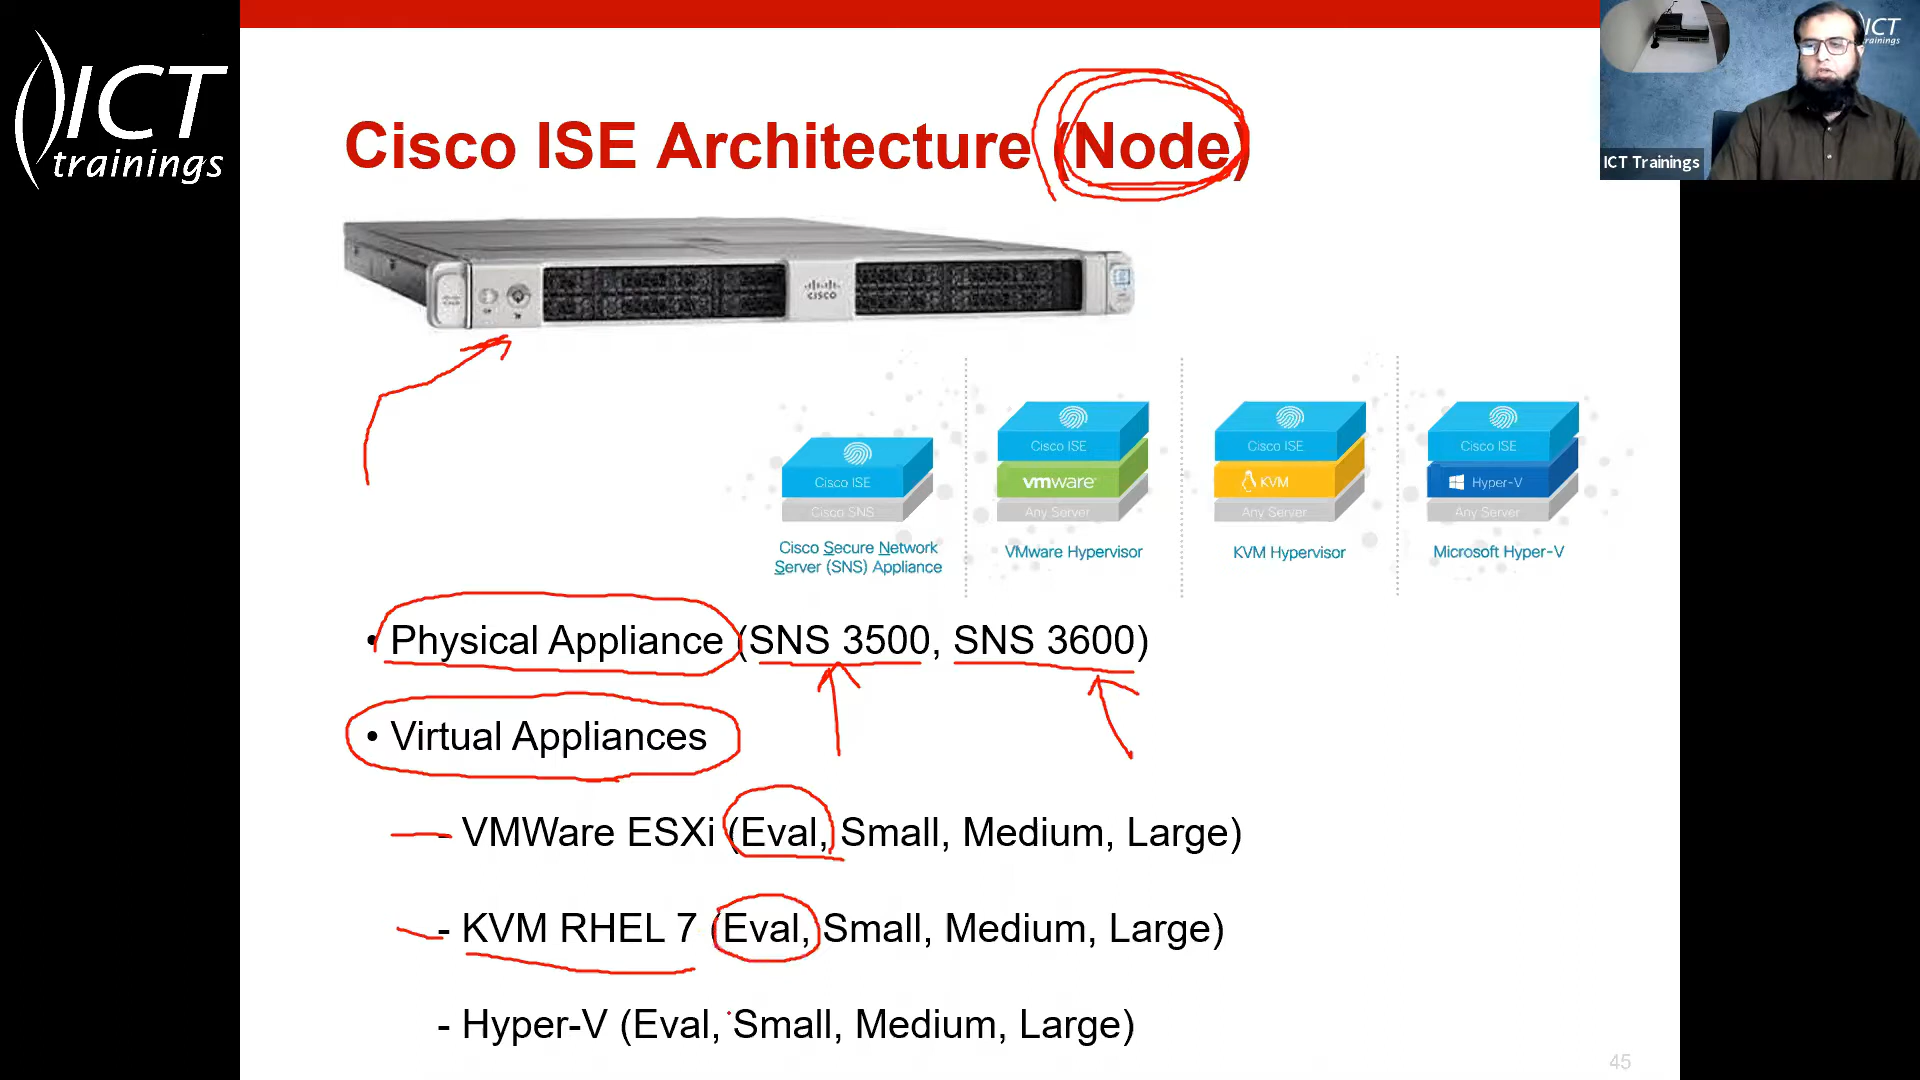 ICT
trainings
Cisco ISE Architecture (Node)
ICT
trainings
ICT Trainings
CISCO
Cisco ISE
Cisco SNS
Cisco Secure Network
Server (SNS) Appliance
Cisco ISE
vmware
Any Server
VMware Hypervisor
Cisco ISE
KVM
Any Server
KVM Hypervisor
Cisco ISE
Hyper-V
Any Server
Microsoft Hyper-V
• Physical Appliance (SNS 3500, SNS 3600)
• Virtual Appliances
- VMWare ESXi (Eval, Small, Medium, Large)
- KVM RHEL 7 (Eval, Small, Medium, Large)
- Hyper-V (Eval, Small, Medium, Large)
45